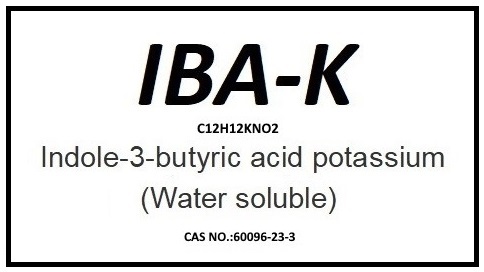 IBA-K
C12H12KNO2
Indole-3-butyric acid potassium
(Water soluble)
CAS NO.:60096-23-3